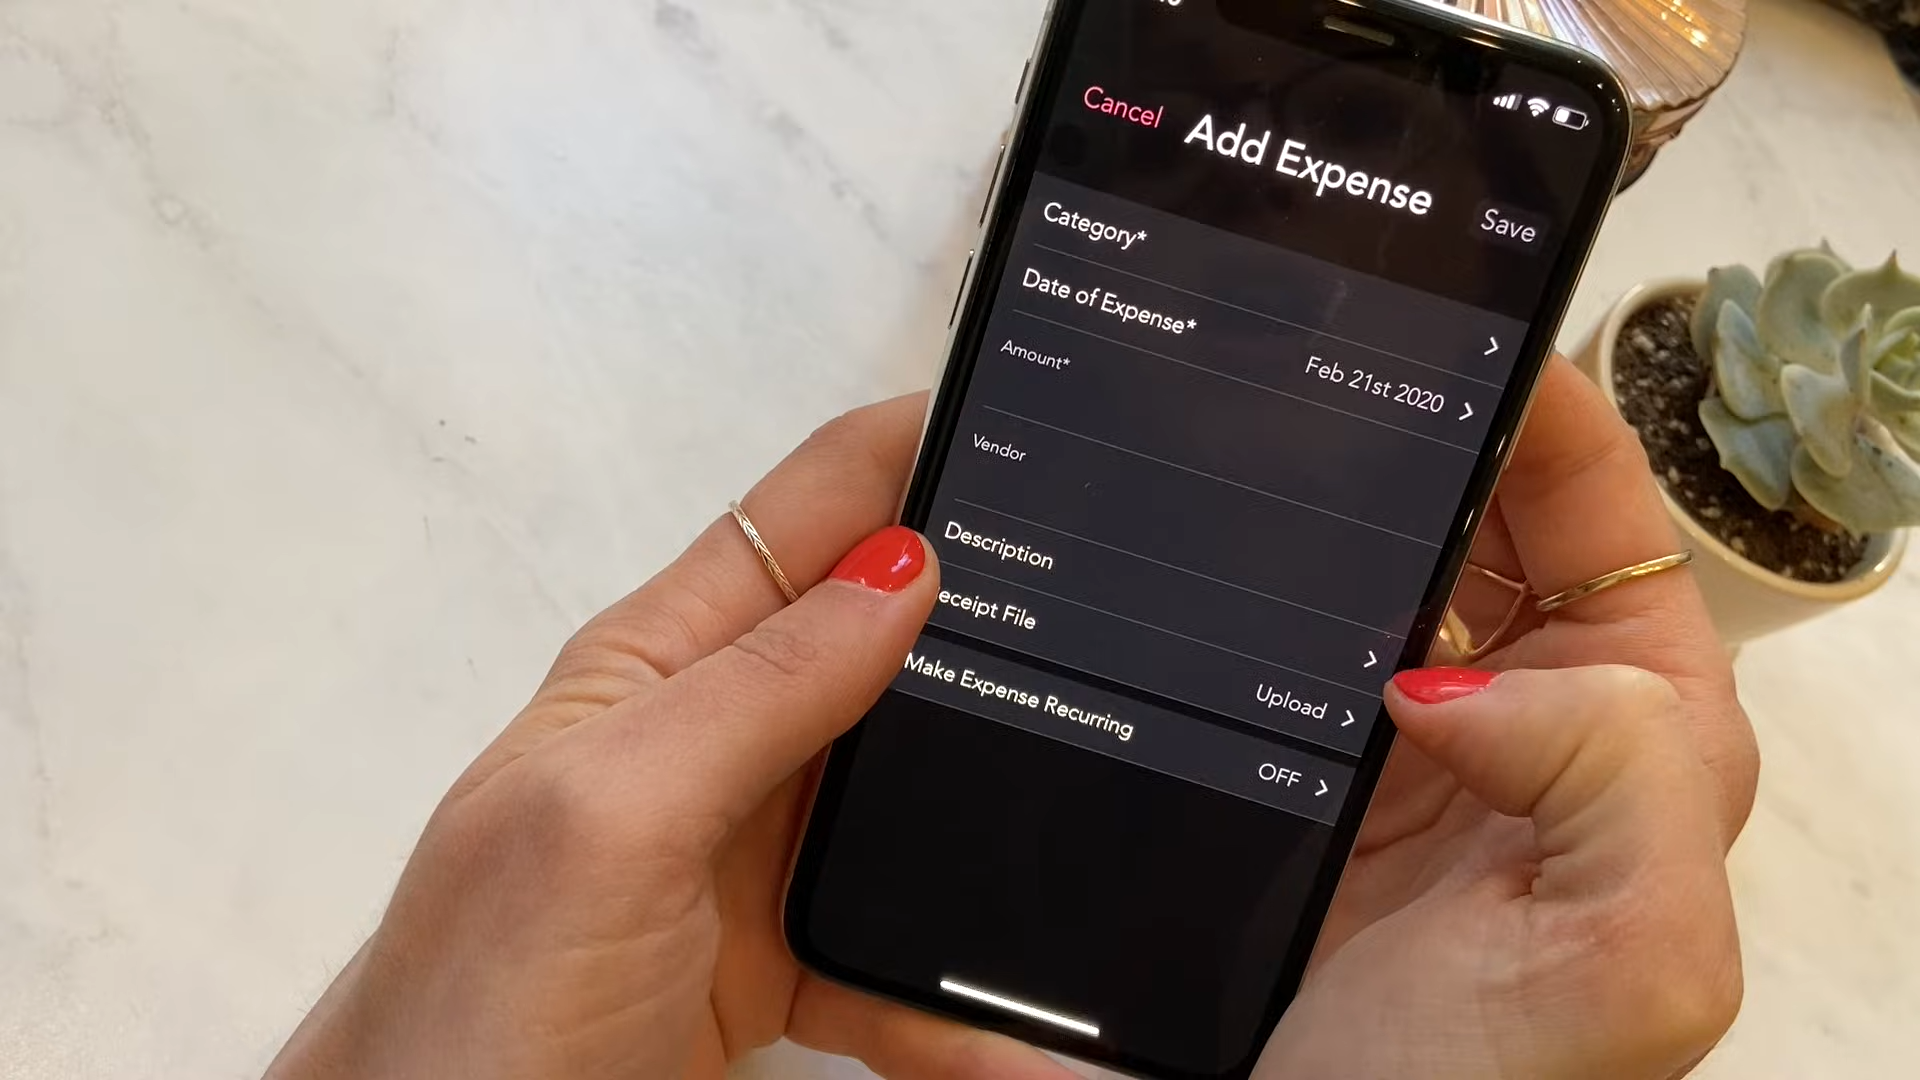 Cancel
Add Expense
Save
Category*
Date of Expense*
Feb 21st 2020
Amount*
Vendor
Description
eceipt File
Upload
Make Expense Recurring
OFF